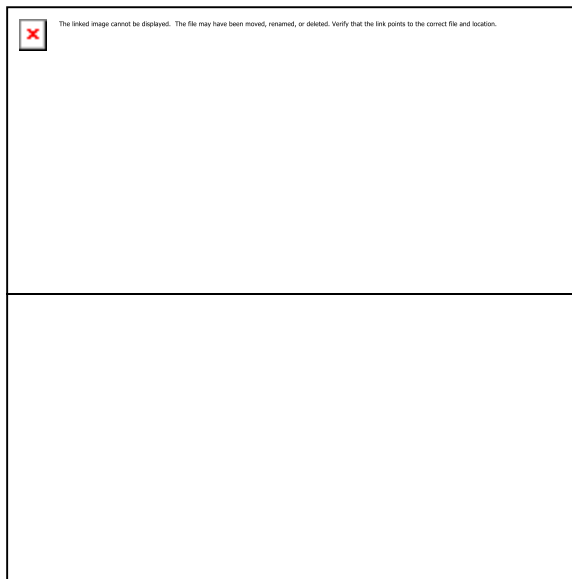 The linked image cannot be displayed.  The file may have been moved, renamed, or deleted. Verify that the link points to the correct file and location.